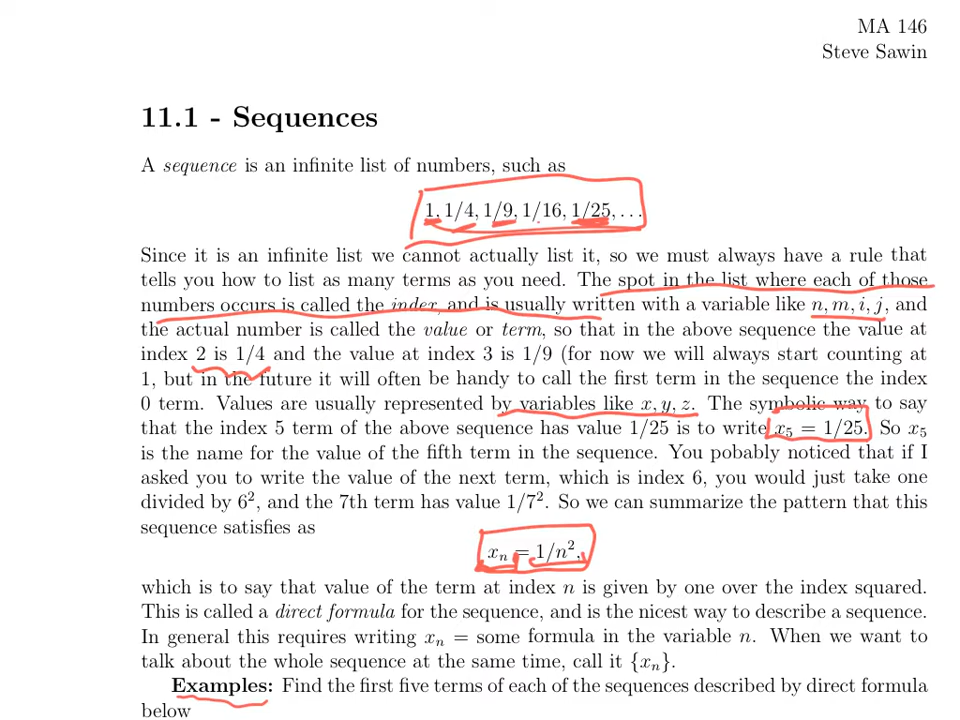 MA 146
Steve Sawin
11.1 - Sequences
A sequence is an infinite list of numbers, such as
1, 1/4, 1/9, 1/16, 1/25, . . .
Since it is an infinite list we cannot actually list it, so we must always have a rule that
tells you how to list as many terms as you need. The spot in the list where each of those
numbers occurs is called the index, and is usually written with a variable like n, m, i, j, and
the actual number is called the value or term, so that in the above sequence the value at
index 2 is 1/4 and the value at index 3 is 1/9 (for now we will always start counting at
1, but in the future it will often be handy to call the first term in the sequence the index
0 term. Values are usually represented by variables like x, y, z. The symbolic way to say
that the index 5 term of the above sequence has value 1/25 is to write x₅ = 1/25. So x₅
is the name for the value of the fifth term in the sequence. You pobably noticed that if I
asked you to write the value of the next term, which is index 6, you would just take one
divided by 6², and the 7th term has value 1/7². So we can summarize the pattern that this
sequence satisfies as
xₙ = 1/n²,
which is to say that value of the term at index n is given by one over the index squared.
This is called a direct formula for the sequence, and is the nicest way to describe a sequence.
In general this requires writing xₙ = some formula in the variable n. When we want to
talk about the whole sequence at the same time, call it {xₙ}.
Examples: Find the first five terms of each of the sequences described by direct formula
below